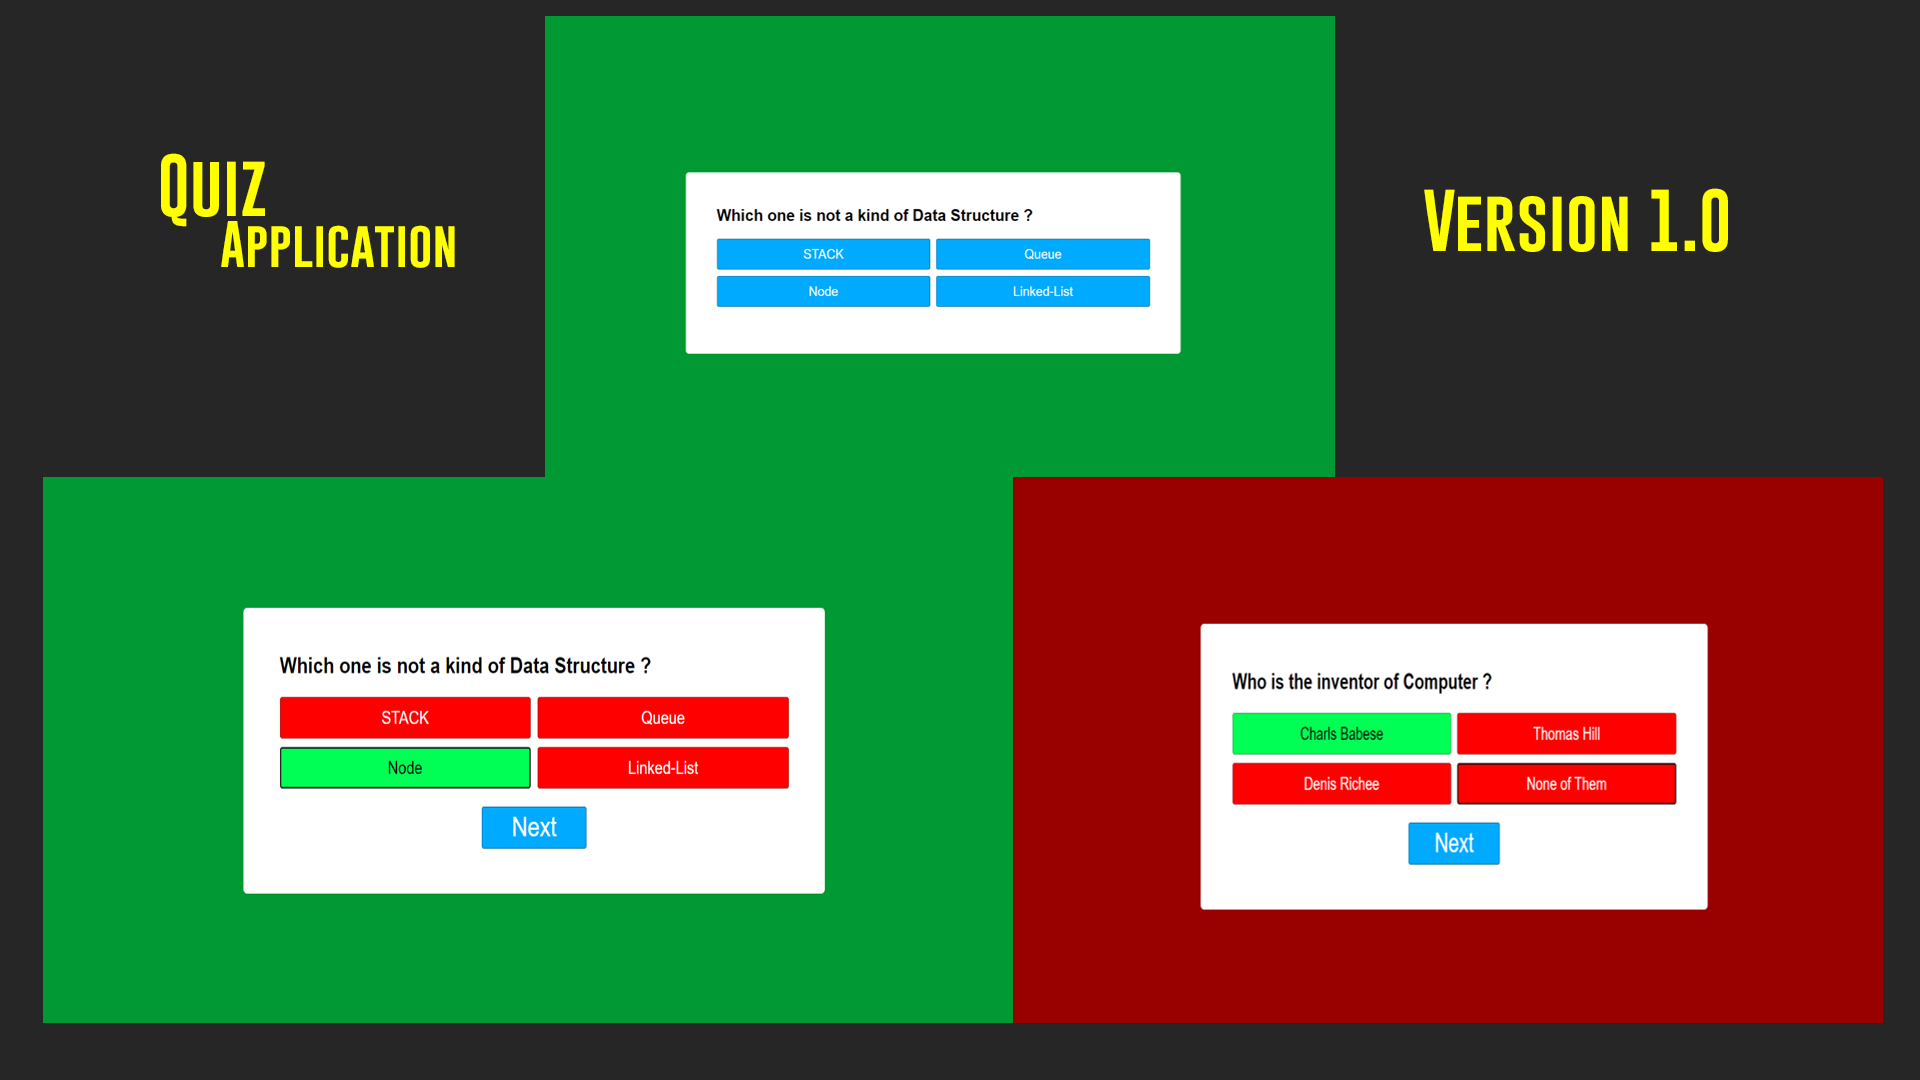 Quiz
Application
Version 1.0
Which one is not a kind of Data Structure ?
STACK
Queue
Node
Linked-List
Which one is not a kind of Data Structure ?
STACK
Queue
Node
Linked-List
Next
Who is the inventor of Computer ?
Charls Babese
Thomas Hill
Denis Richee
None of Them
Next